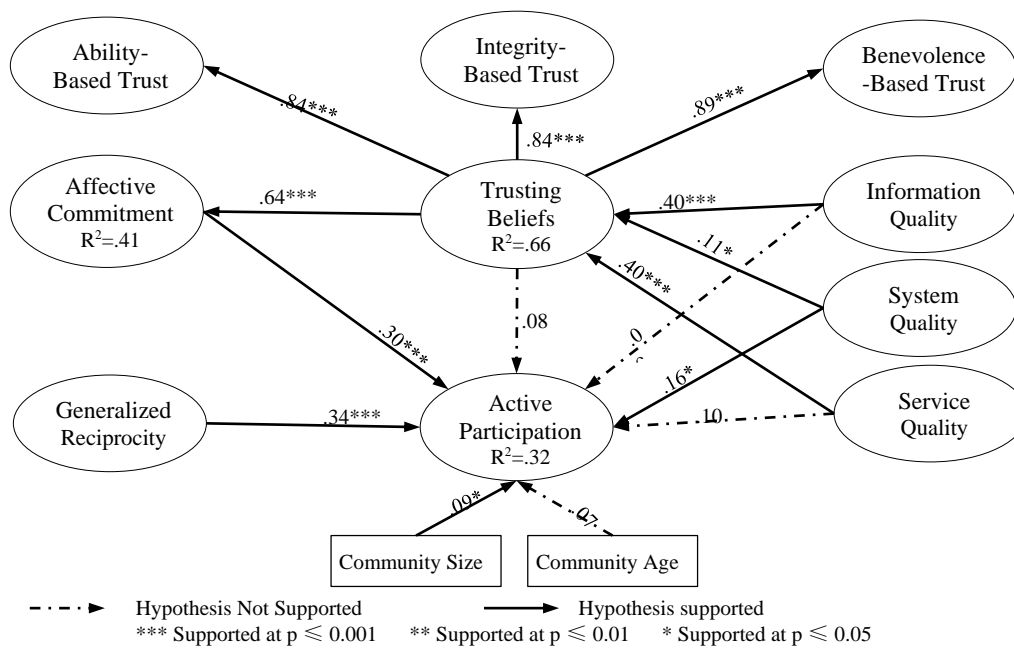 Ability-
Based Trust
Integrity-
Based Trust
Benevolence
-Based Trust
.84***
.84***
.89***
Affective
Commitment
R²=.41
.64***
Trusting
Beliefs
R²=.66
.40***
Information
Quality
.11*
.40***
System
Quality
.08
.0
.30***
.16*
Generalized
Reciprocity
.34***
Active
Participation
R²=.32
.10
Service
Quality
.09*
.07
Community Size
Community Age
Hypothesis Not Supported
Hypothesis supported
*** Supported at p ≤ 0.001
** Supported at p ≤ 0.01
* Supported at p ≤ 0.05